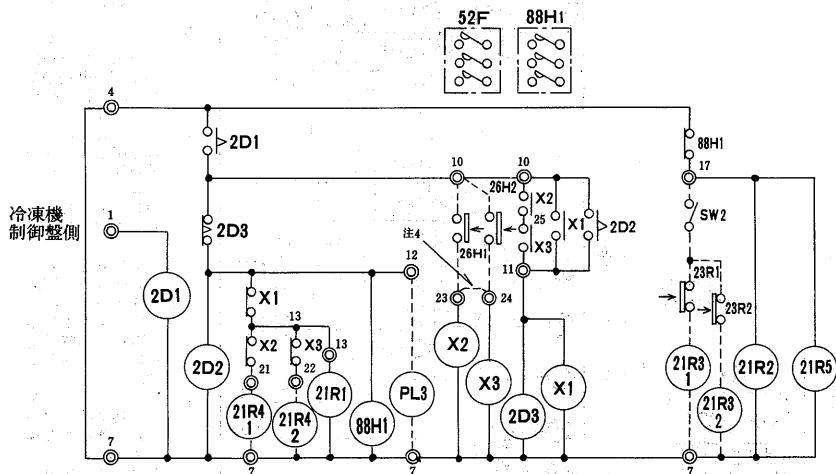 52F 88H1
4
2D1
88H1
17
10 10
26H2
X2
25
26H1
X3
X1
2D2
SW2
冷凍機
制御盤側
1
2D3
注4
11
12
23R1
23R2
2D1
X1
13
X2
X3
13
21
22
23
24
X2
X3
2D2
21R4
1
21R4
2
21R1
88H1
PL3
2D3
X1
21R3
1
21R3
2
21R2
21R5
7
7
7
7